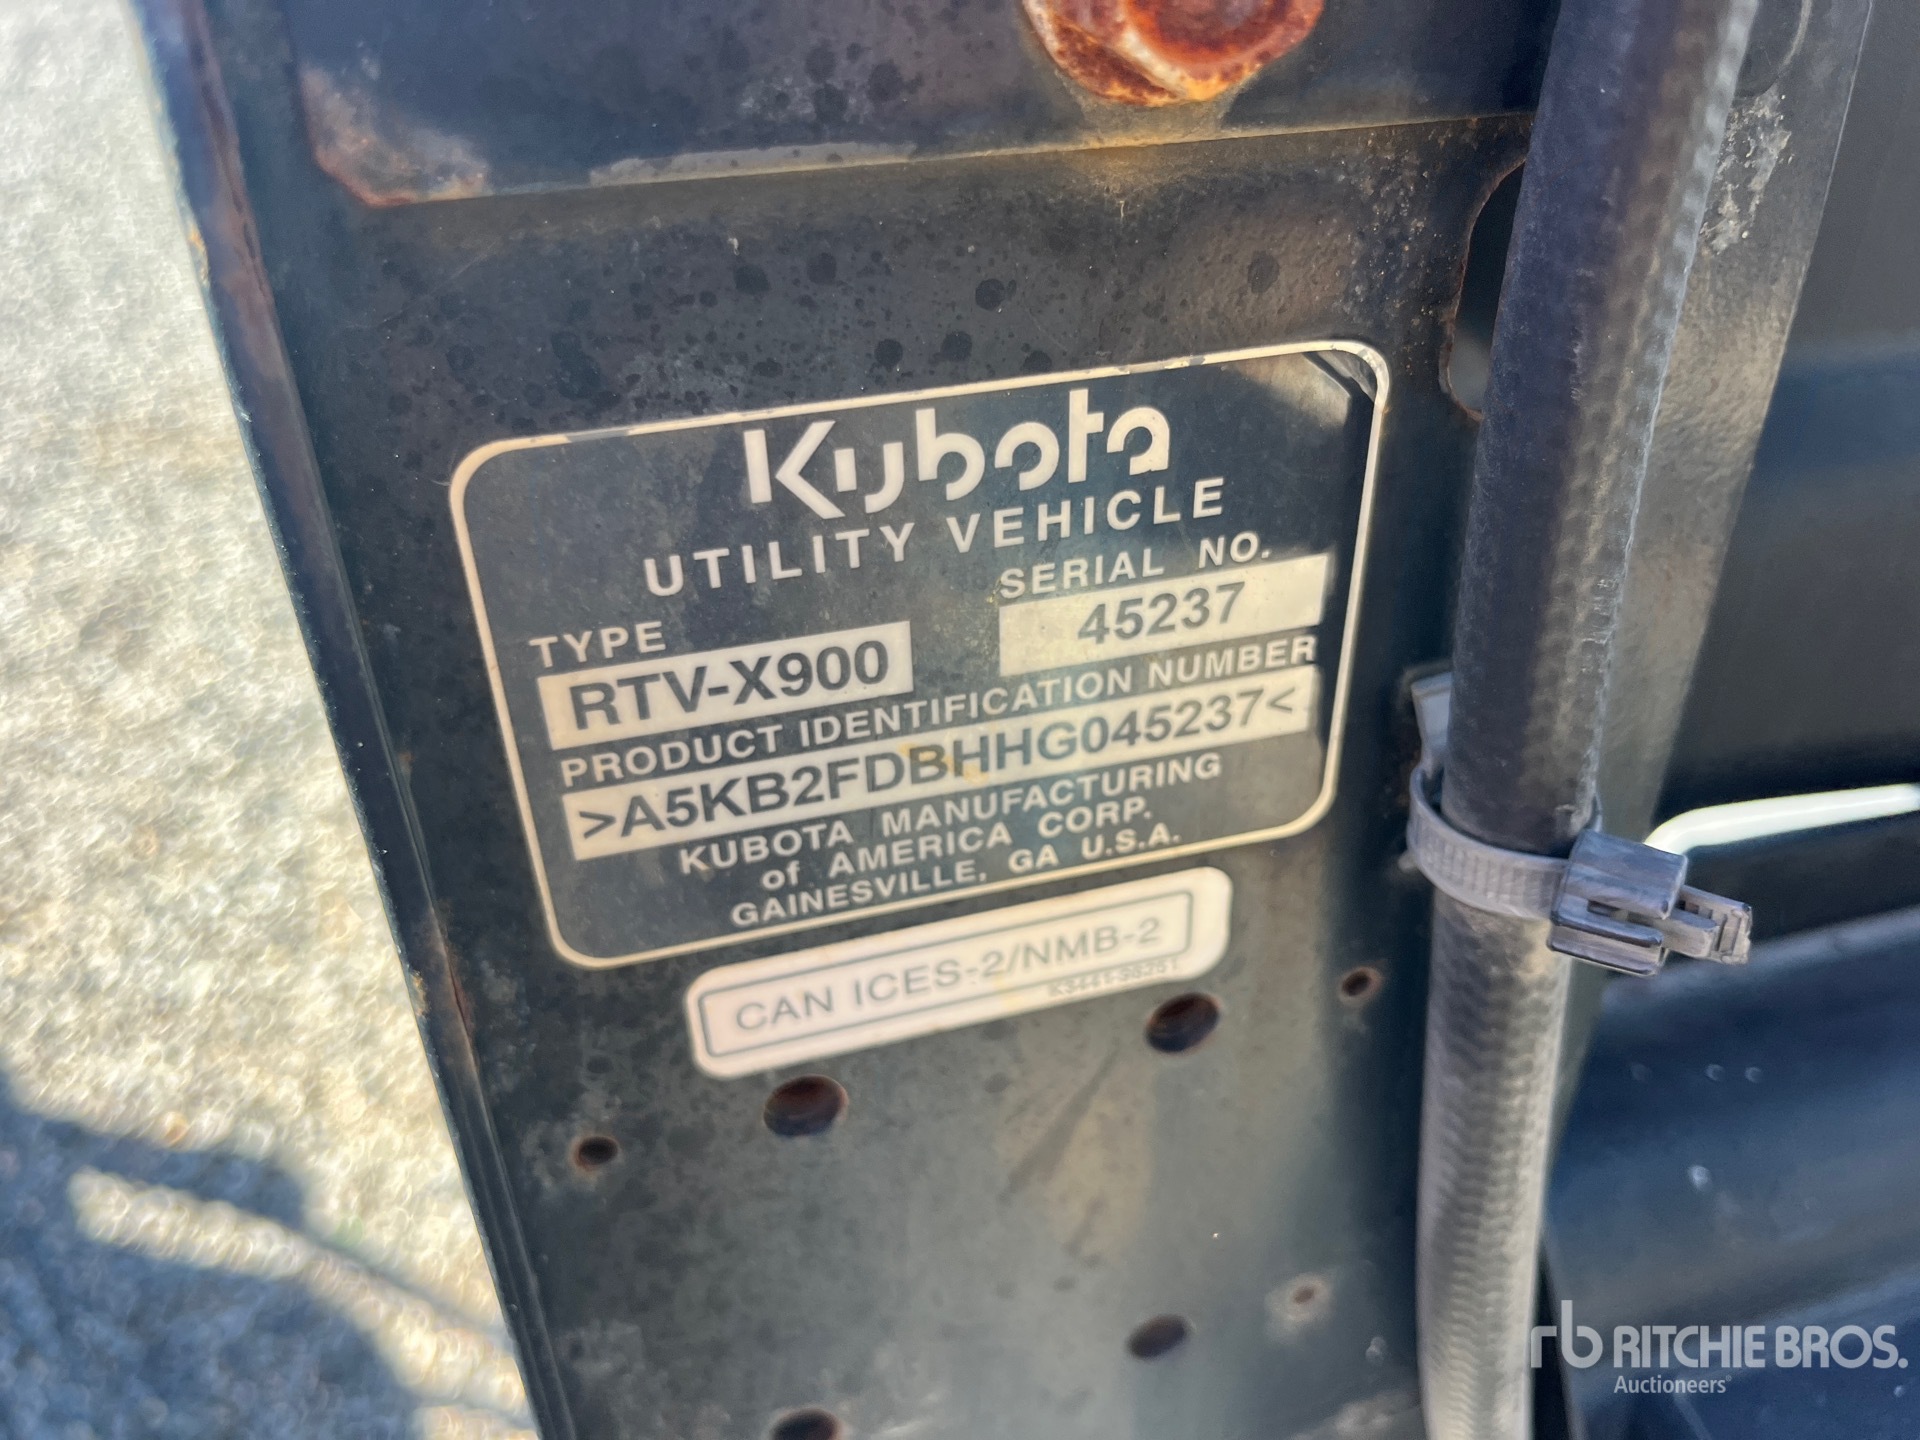 Kubota
UTILITY VEHICLE
SERIAL NO.
45237
TYPE
RTV-X900
PRODUCT IDENTIFICATION NUMBER
>A5KB2FDBHHG045237<
KUBOTA MANUFACTURING
of AMERICA CORP.
GAINESVILLE, GA U.S.A.
CAN ICES-2/NMB-2
rb RITCHIE BROS.
Auctioneers